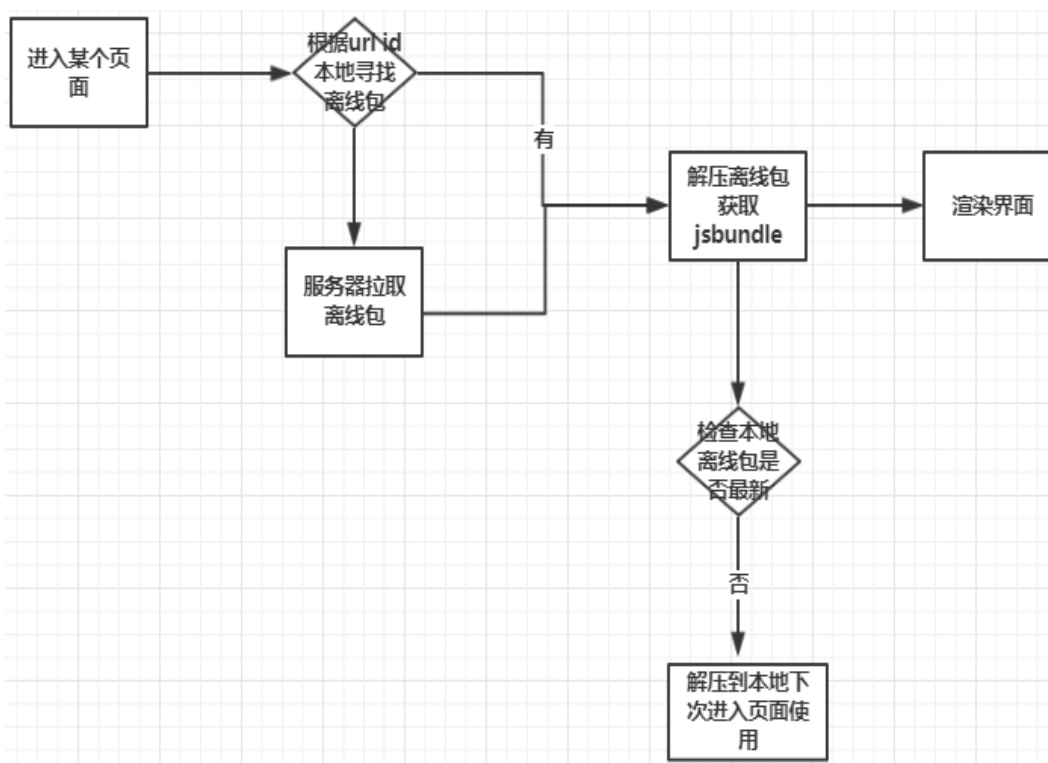 进入某个页
面
根据url id
本地寻找
离线包
有
服务器拉取
离线包
解压离线包
获取
jsbundle
渲染界面
检查本地
离线包是
否最新
否
解压到本地下
次进入页面使
用